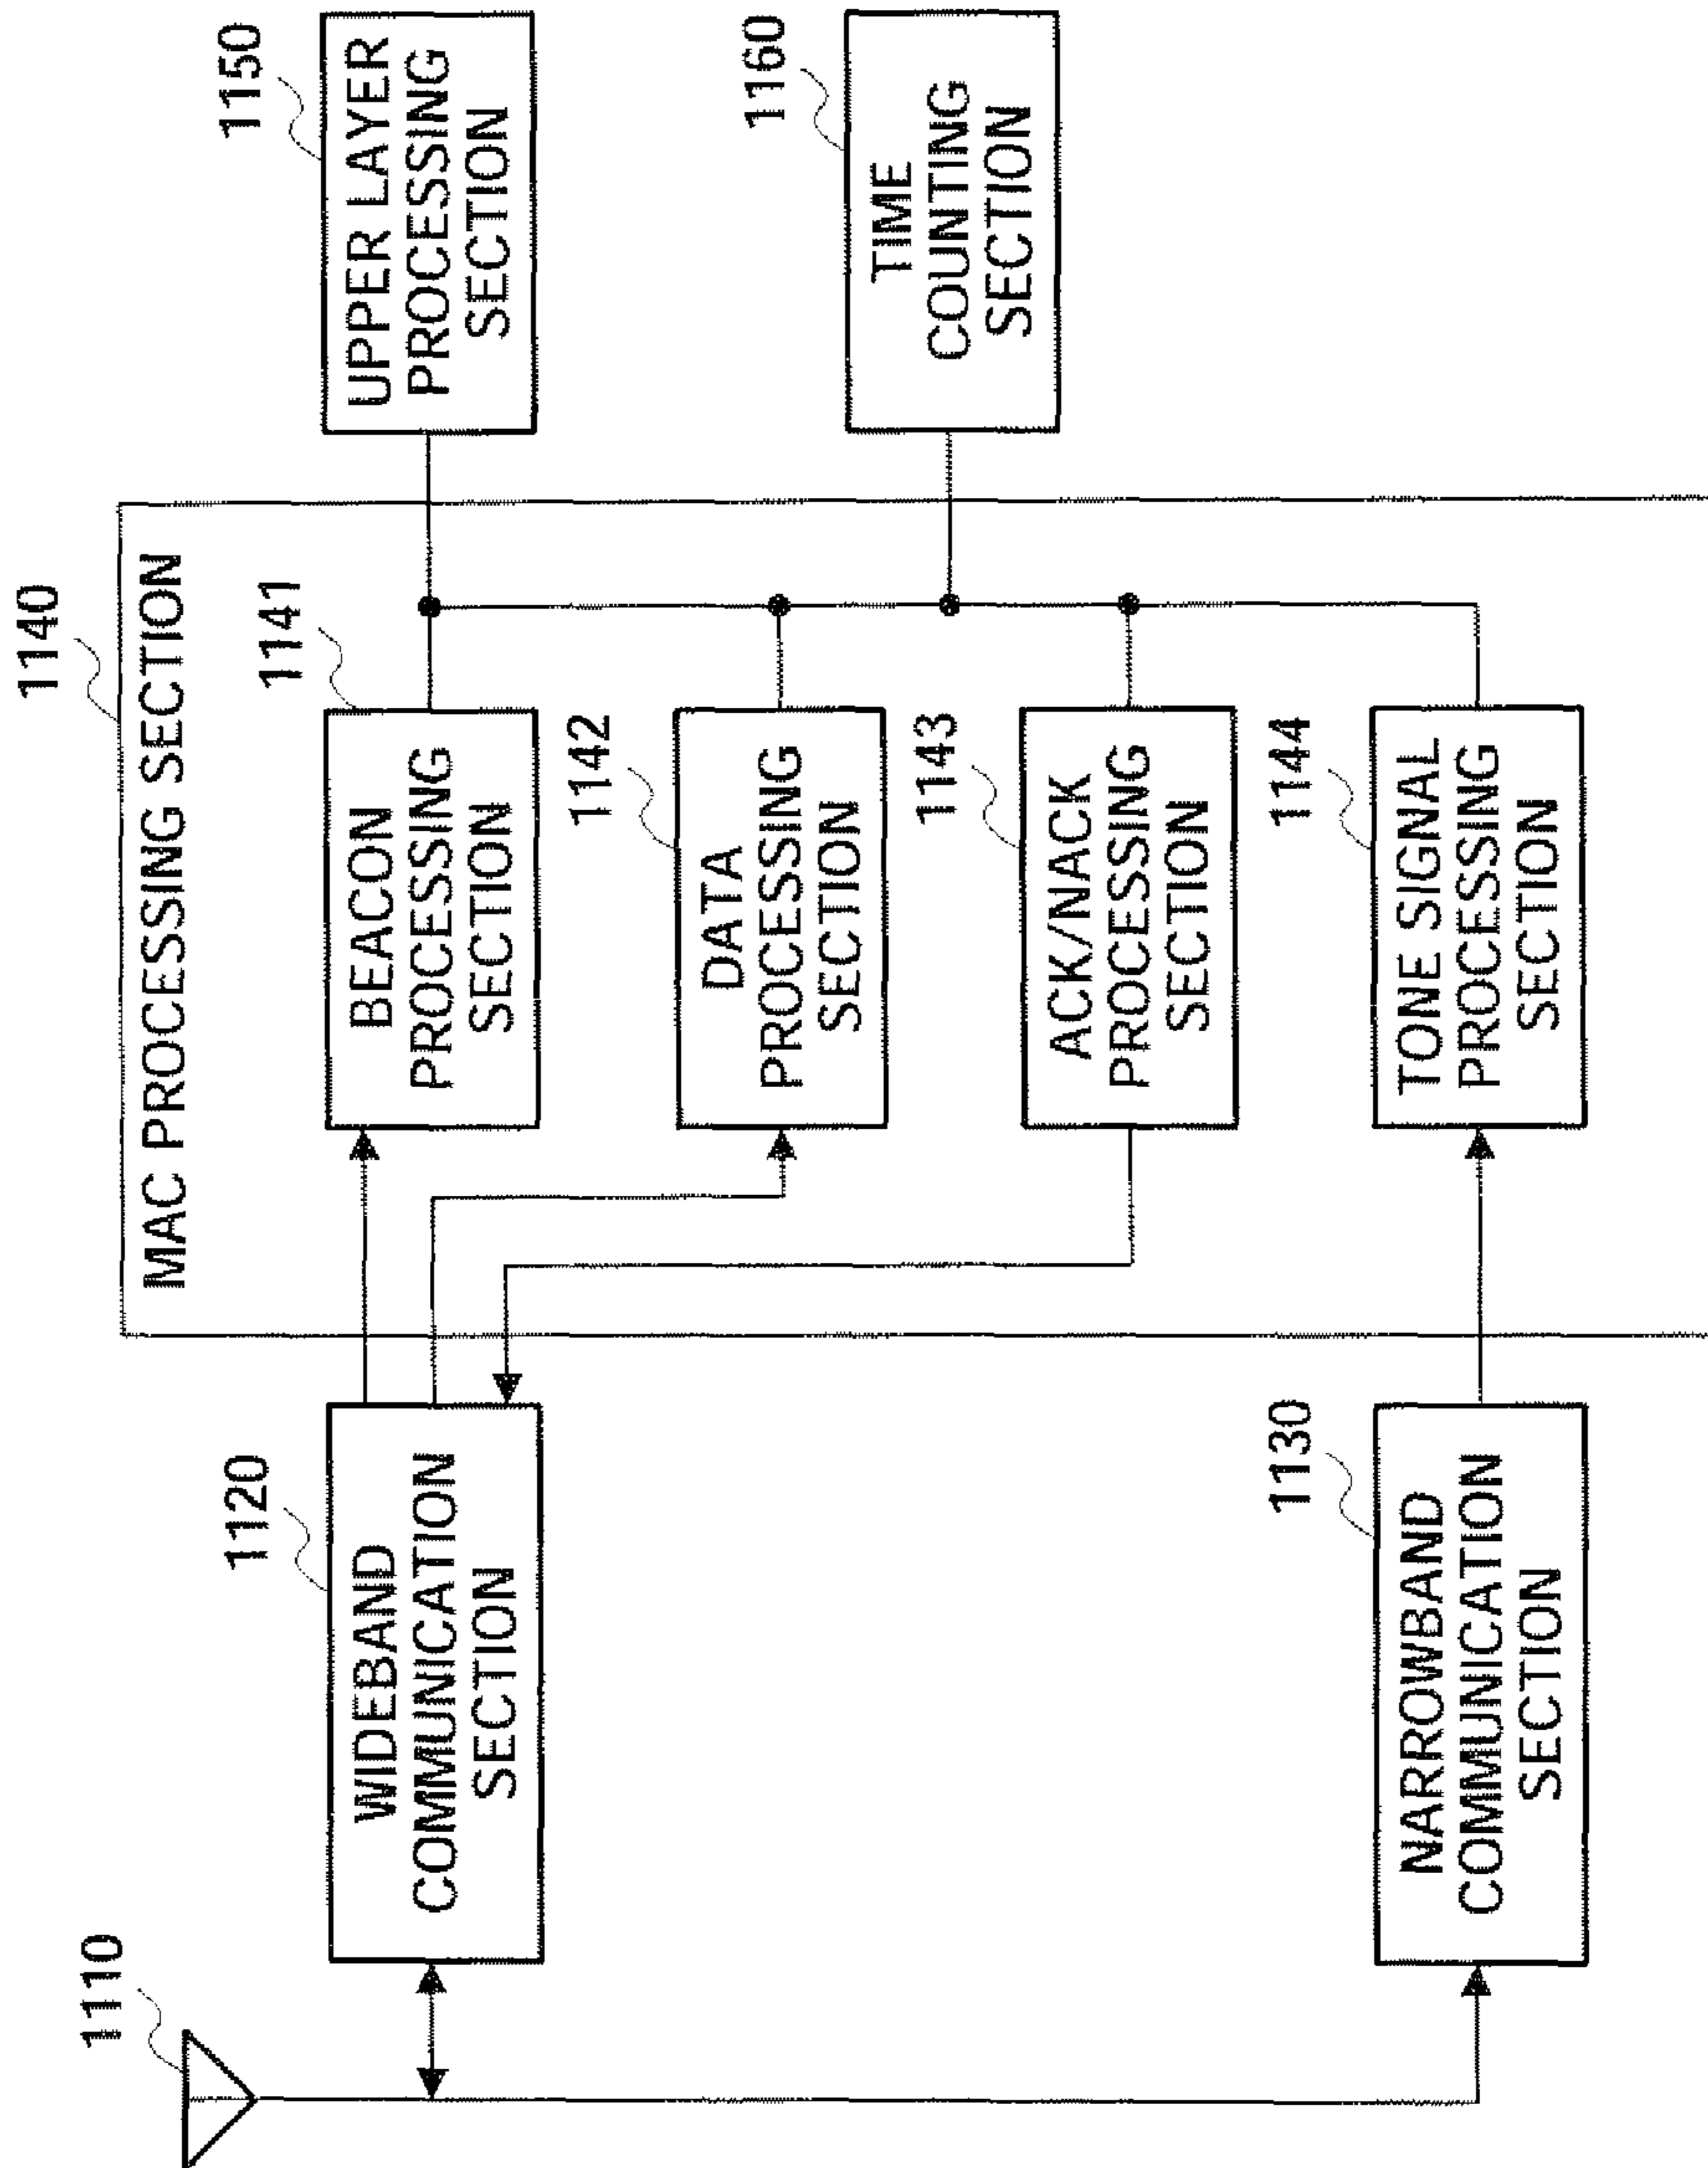 1110
1120
WIDEBAND
COMMUNICATION
SECTION
1130
NARROWBAND
COMMUNICATION
SECTION
1140
MAC PROCESSING SECTION
1141
BEACON
PROCESSING
SECTION
1142
DATA
PROCESSING
SECTION
1143
ACK/NACK
PROCESSING
SECTION
1144
TONE SIGNAL
PROCESSING
SECTION
1150
UPPER LAYER
PROCESSING
SECTION
1160
TIME
COUNTING
SECTION